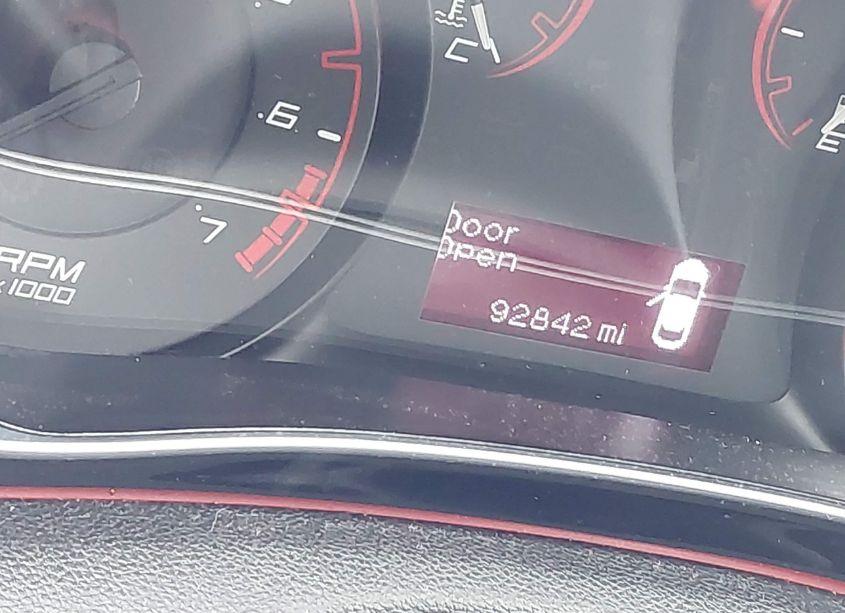 C
6
7
RPM
x1000
E
Door
Open
92842 mi